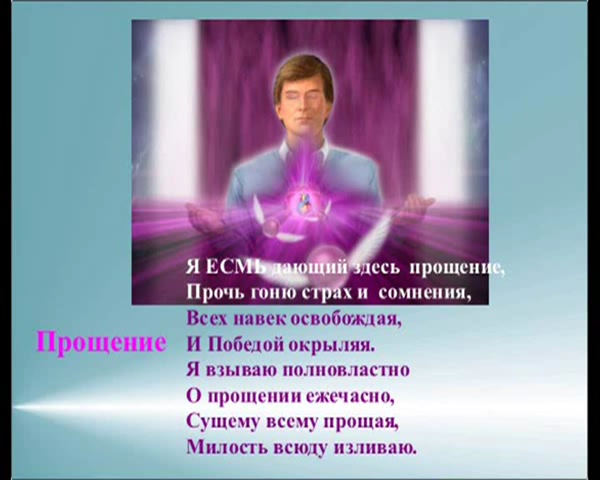 Я ЕСМЬ дающий здесь прощение,
Прочь гоню страх и сомнения,
Всех навек освобождая,
Прощение
И Победой окрыляя.
Я взываю полновластно
О прощении ежечасно,
Сущему всему прощая,
Милость всюду изливаю.